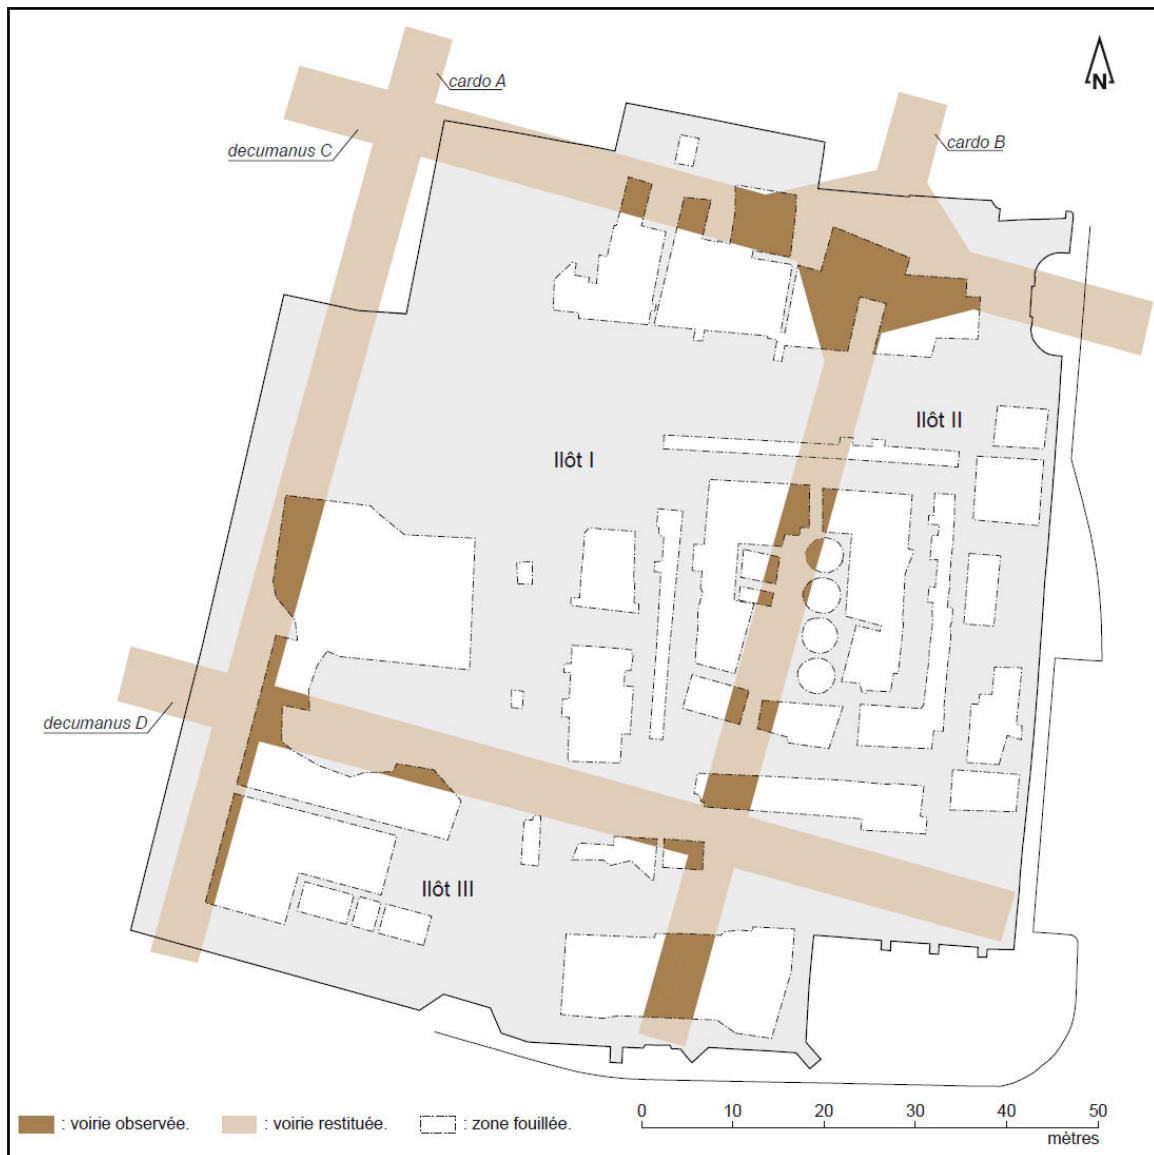 cardo A
N
decumanus C
cardo B
Ilôt II
Ilôt I
decumanus D
Ilôt III
: voirie observée.
: voirie restituée.
: zone fouillée.
0 10 20 30 40 50
mètres